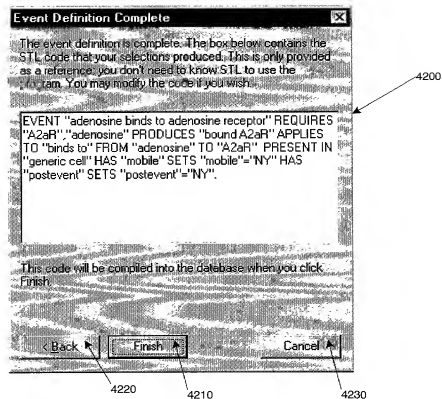 Event Definition Complete
The event definition is complete. The box below contains the
STL code that your selections produced. This is only provided
as a reference; you don't need to know STL to use the
program. You may modify the code if you wish.
4200
EVENT "adenosine binds to adenosine receptor" REQUIRES
"A2aR","adenosine" PRODUCES "bound A2aR" APPLIES
TO "binds to" FROM "adenosine" TO "A2aR" PRESENT IN
"generic cell" HAS "mobile" SETS "mobile"="NY" HAS
"postevent" SETS "postevent"="NY".
This code will be compiled into the database when you click
Finish.
< Back
Finish
Cancel
4220
4210
4230